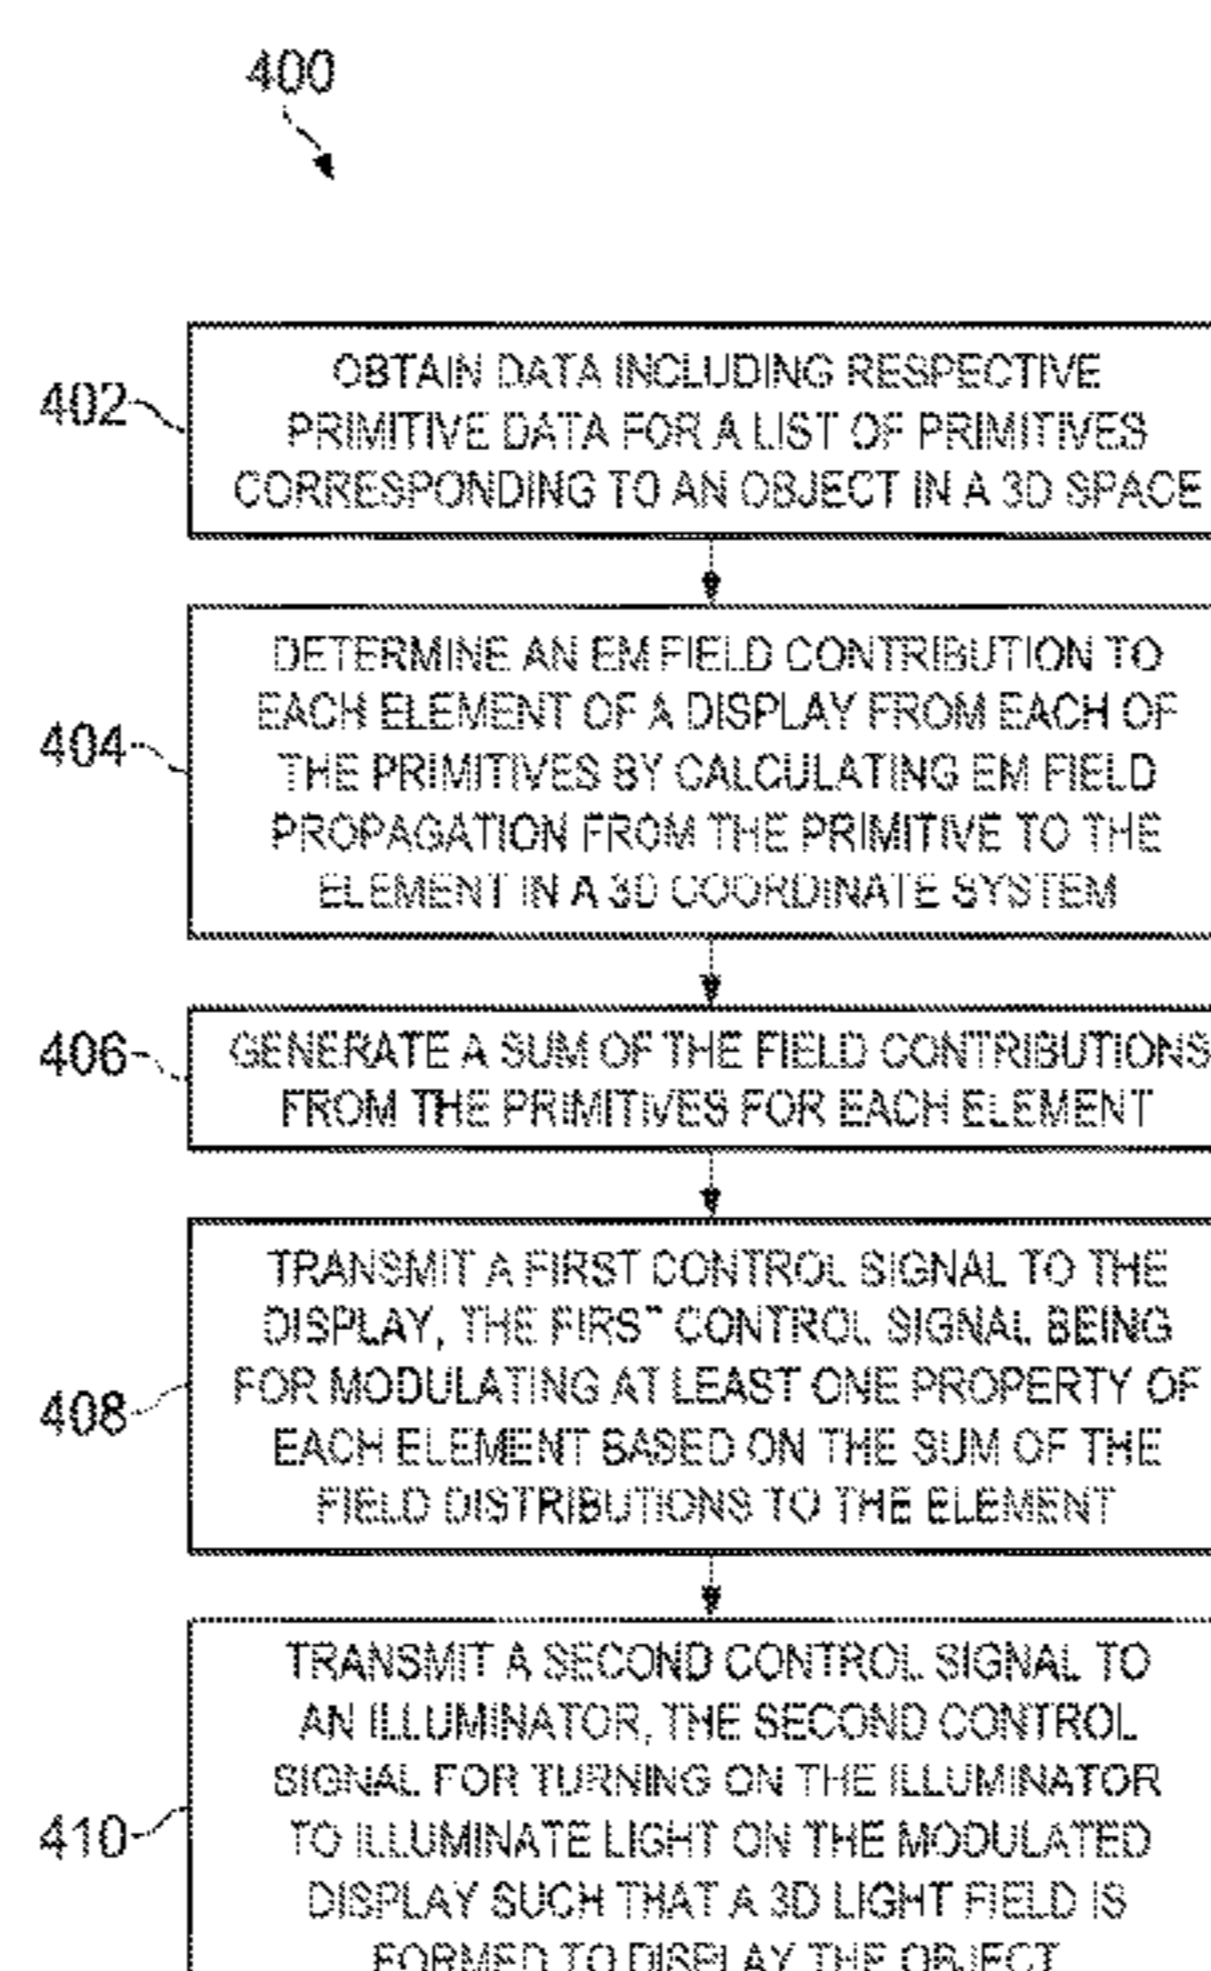 400
402
OBTAIN DATA INCLUDING RESPECTIVE
PRIMITIVE DATA FOR A LIST OF PRIMITIVES
CORRESPONDING TO AN OBJECT IN A 3D SPACE
404
DETERMINE AN EM FIELD CONTRIBUTION TO
EACH ELEMENT OF A DISPLAY FROM EACH OF
THE PRIMITIVES BY CALCULATING EM FIELD
PROPAGATION FROM THE PRIMITIVE TO THE
ELEMENT IN A 3D COORDINATE SYSTEM
406
GENERATE A SUM OF THE FIELD CONTRIBUTIONS
FROM THE PRIMITIVES FOR EACH ELEMENT
408
TRANSMIT A FIRST CONTROL SIGNAL TO THE
DISPLAY, THE FIRST CONTROL SIGNAL BEING
FOR MODULATING AT LEAST ONE PROPERTY OF
EACH ELEMENT BASED ON THE SUM OF THE
FIELD DISTRIBUTIONS TO THE ELEMENT
410
TRANSMIT A SECOND CONTROL SIGNAL TO
AN ILLUMINATOR, THE SECOND CONTROL
SIGNAL FOR TURNING ON THE ILLUMINATOR
TO ILLUMINATE LIGHT ON THE MODULATED
DISPLAY SUCH THAT A 3D LIGHT FIELD IS
FORMED TO DISPLAY THE OBJECT